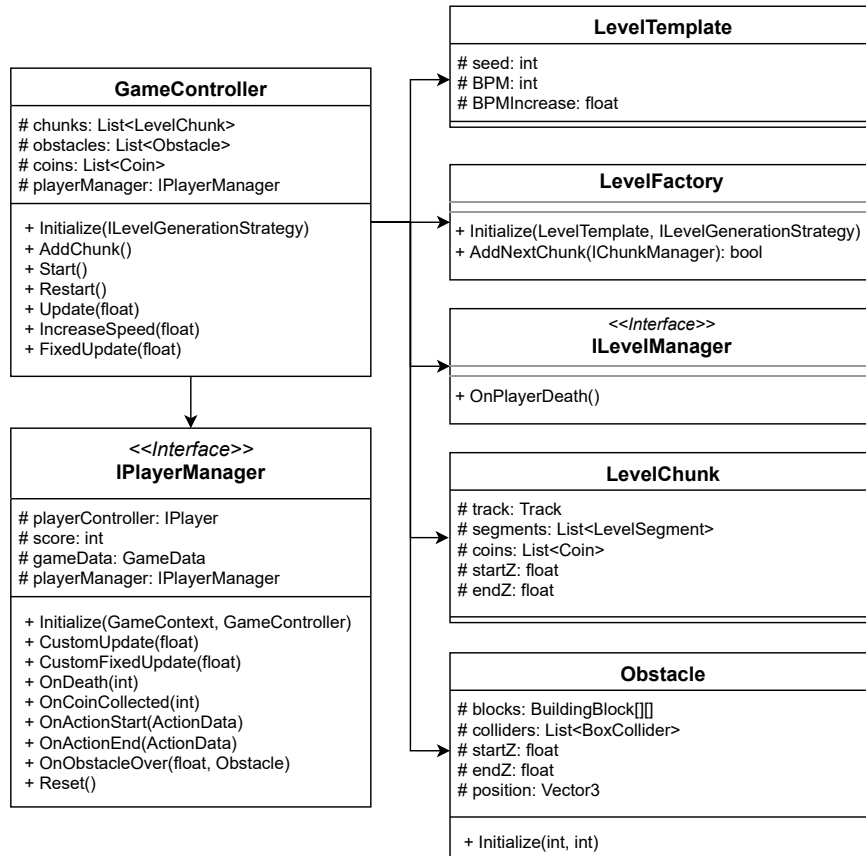 GameController
# chunks: List<LevelChunk>
# obstacles: List<Obstacle>
# coins: List<Coin>
# playerManager: IPlayerManager
+ Initialize(ILevelGenerationStrategy)
+ AddChunk()
+ Start()
+ Restart()
+ Update(float)
+ IncreaseSpeed(float)
+ FixedUpdate(float)
<<Interface>>
IPlayerManager
# playerController: IPlayer
# score: int
# gameData: GameData
# playerManager: IPlayerManager
+ Initialize(GameContext, GameController)
+ CustomUpdate(float)
+ CustomFixedUpdate(float)
+ OnDeath(int)
+ OnCoinCollected(int)
+ OnActionStart(ActionData)
+ OnActionEnd(ActionData)
+ OnObstacleOver(float, Obstacle)
+ Reset()
LevelTemplate
# seed: int
# BPM: int
# BPMIncrease: float
LevelFactory
+ Initialize(LevelTemplate, ILevelGenerationStrategy)
+ AddNextChunk(IChunkManager): bool
<<Interface>>
ILevelManager
+ OnPlayerDeath()
LevelChunk
# track: Track
# segments: List<LevelSegment>
# coins: List<Coin>
# startZ: float
# endZ: float
Obstacle
# blocks: BuildingBlock[][]
# colliders: List<BoxCollider>
# startZ: float
# endZ: float
# position: Vector3
+ Initialize(int, int)